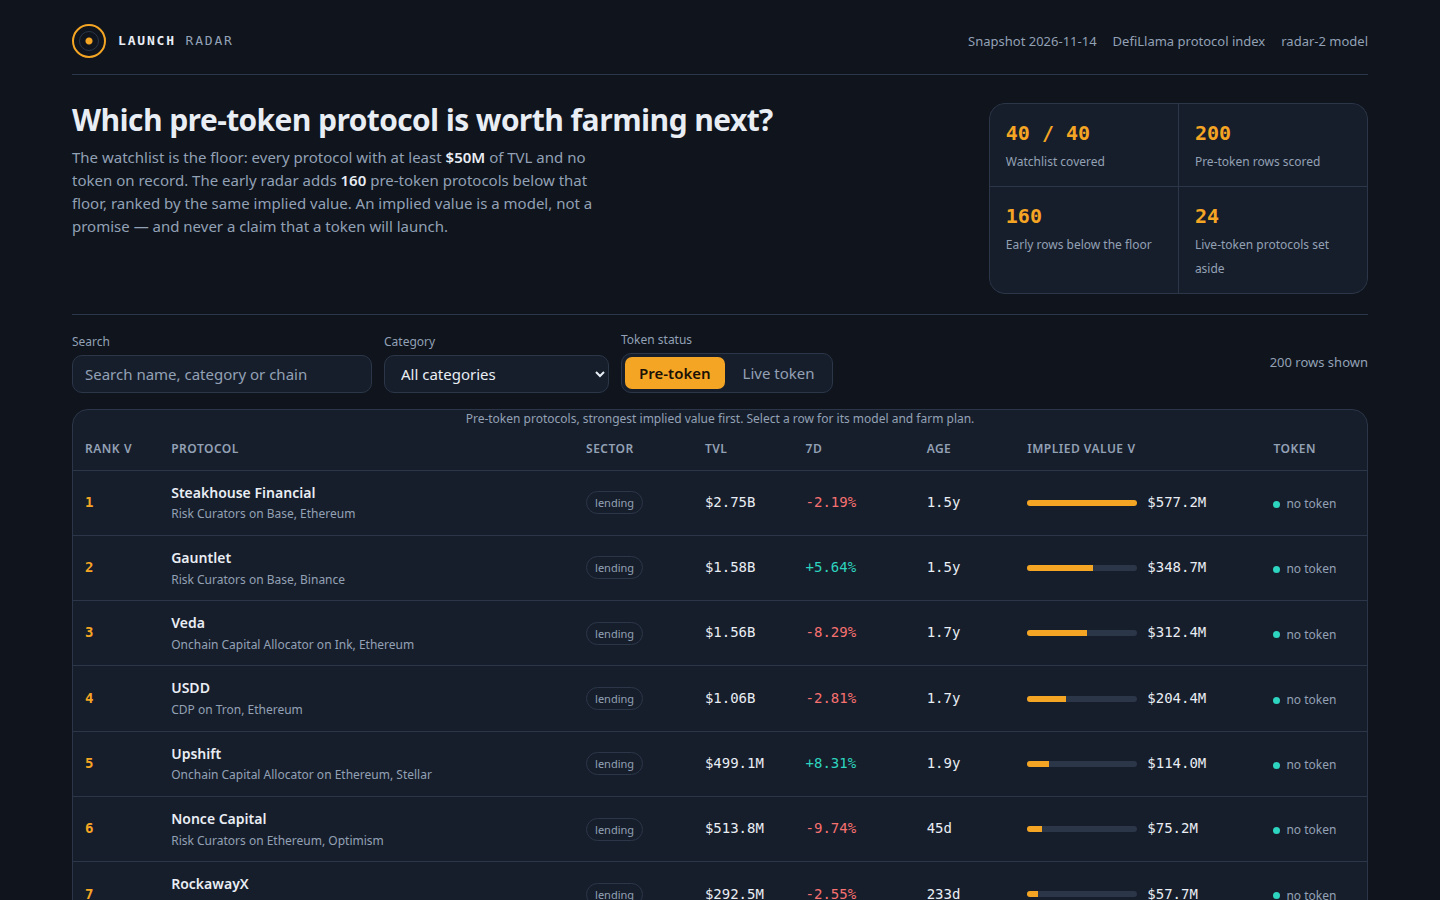 LAUNCH RADAR
Snapshot 2026-11-14 DefiLlama protocol index radar-2 model
Which pre-token protocol is worth farming next?
The watchlist is the floor: every protocol with at least $50M of TVL and no
token on record. The early radar adds 160 pre-token protocols below that
floor, ranked by the same implied value. An implied value is a model, not a
promise — and never a claim that a token will launch.
40 / 40
Watchlist covered
200
Pre-token rows scored
160
Early rows below the floor
24
Live-token protocols set
aside
Search
Search name, category or chain
Category
All categories
Token status
Pre-token Live token
200 rows shown
Pre-token protocols, strongest implied value first. Select a row for its model and farm plan.
RANK V PROTOCOL SECTOR TVL 7D AGE IMPLIED VALUE V TOKEN
1 Steakhouse Financial lending $2.75B -2.19% 1.5y $577.2M no token
Risk Curators on Base, Ethereum
2 Gauntlet lending $1.58B +5.64% 1.5y $348.7M no token
Risk Curators on Base, Binance
3 Veda lending $1.56B -8.29% 1.7y $312.4M no token
Onchain Capital Allocator on Ink, Ethereum
4 USDD lending $1.06B -2.81% 1.7y $204.4M no token
CDP on Tron, Ethereum
5 Upshift lending $499.1M +8.31% 1.9y $114.0M no token
Onchain Capital Allocator on Ethereum, Stellar
6 Nonce Capital lending $513.8M -9.74% 45d $75.2M no token
Risk Curators on Ethereum, Optimism
7 RockawayX lending $292.5M -2.55% 233d $57.7M no token